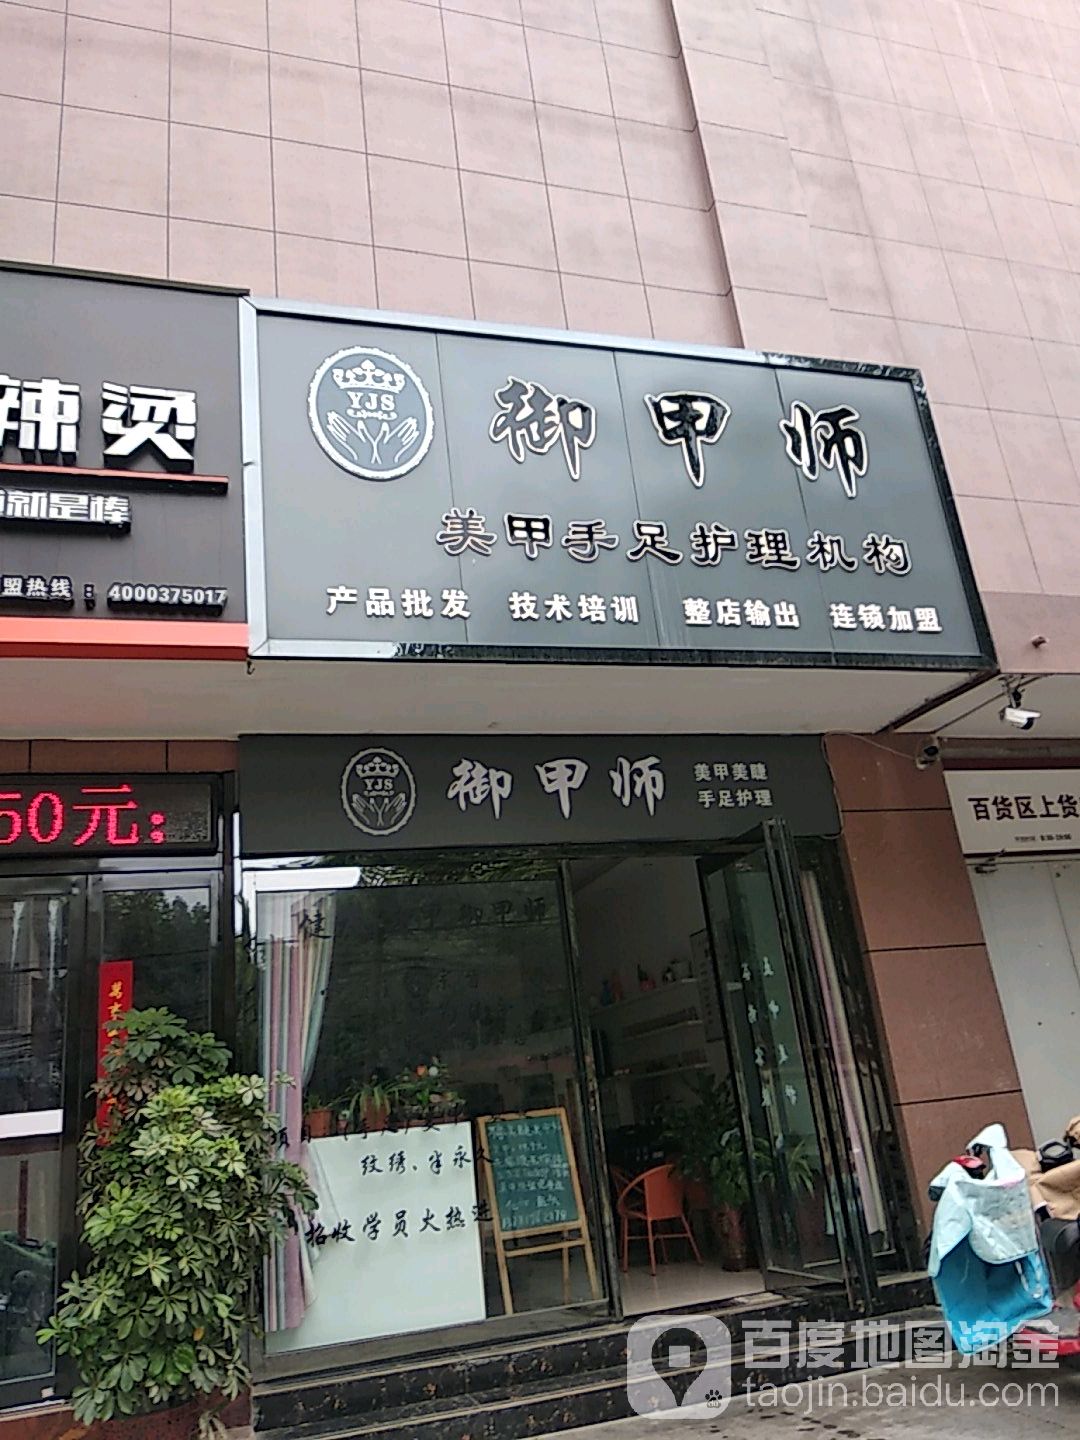 辣烫
就是棒
盟热线：4000375017
YJS
御甲师
美甲手足护理机构
产品批发 技术培训 整店输出 连锁加盟
50元:
YJS
御甲师
美甲美睫
手足护理
百货区上货
御甲师
纹绣、半永久
招收学员火热进
百度地图淘金
taojin.baidu.com